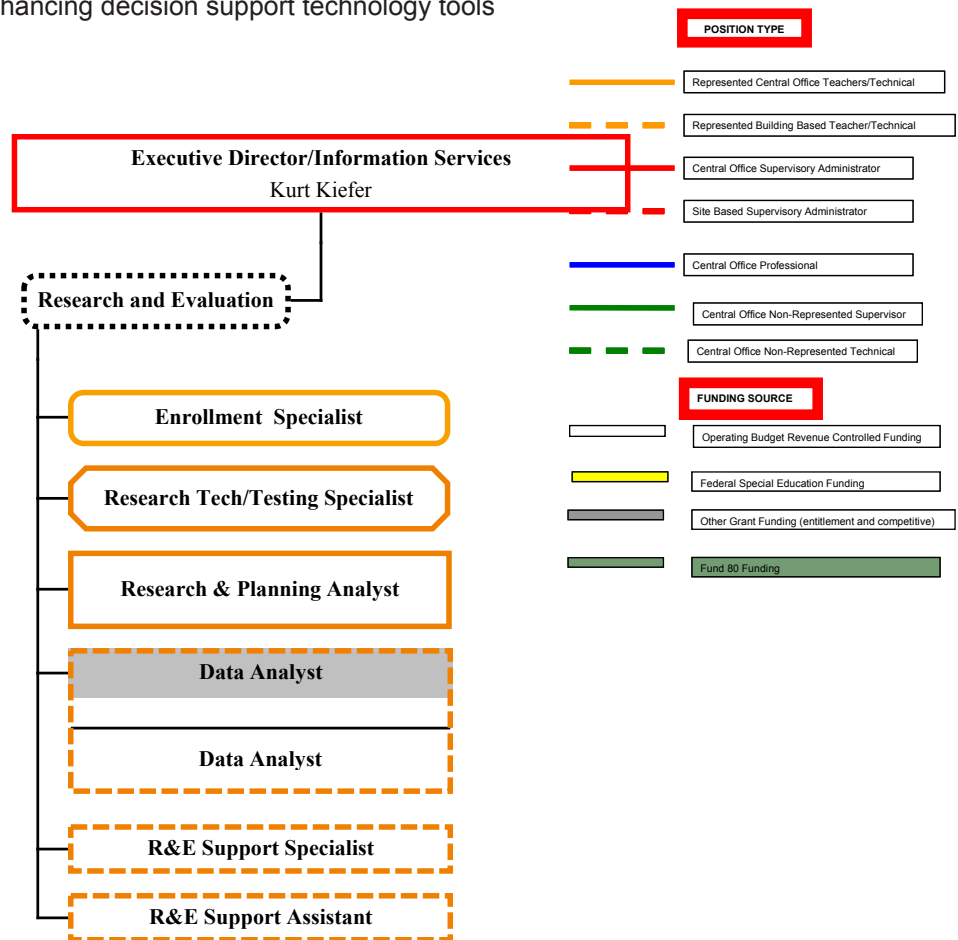 hancing decision support technology tools
POSITION TYPE
Represented Central Office Teachers/Technical
Represented Building Based Teacher/Technical
Executive Director/Information Services
Kurt Kiefer
Central Office Supervisory Administrator
Site Based Supervisory Administrator
Central Office Professional
Research and Evaluation
Central Office Non-Represented Supervisor
Central Office Non-Represented Technical
FUNDING SOURCE
Enrollment Specialist
Operating Budget Revenue Controlled Funding
Research Tech/Testing Specialist
Federal Special Education Funding
Other Grant Funding (entitlement and competitive)
Fund 80 Funding
Research & Planning Analyst
Data Analyst
Data Analyst
R&E Support Specialist
R&E Support Assistant